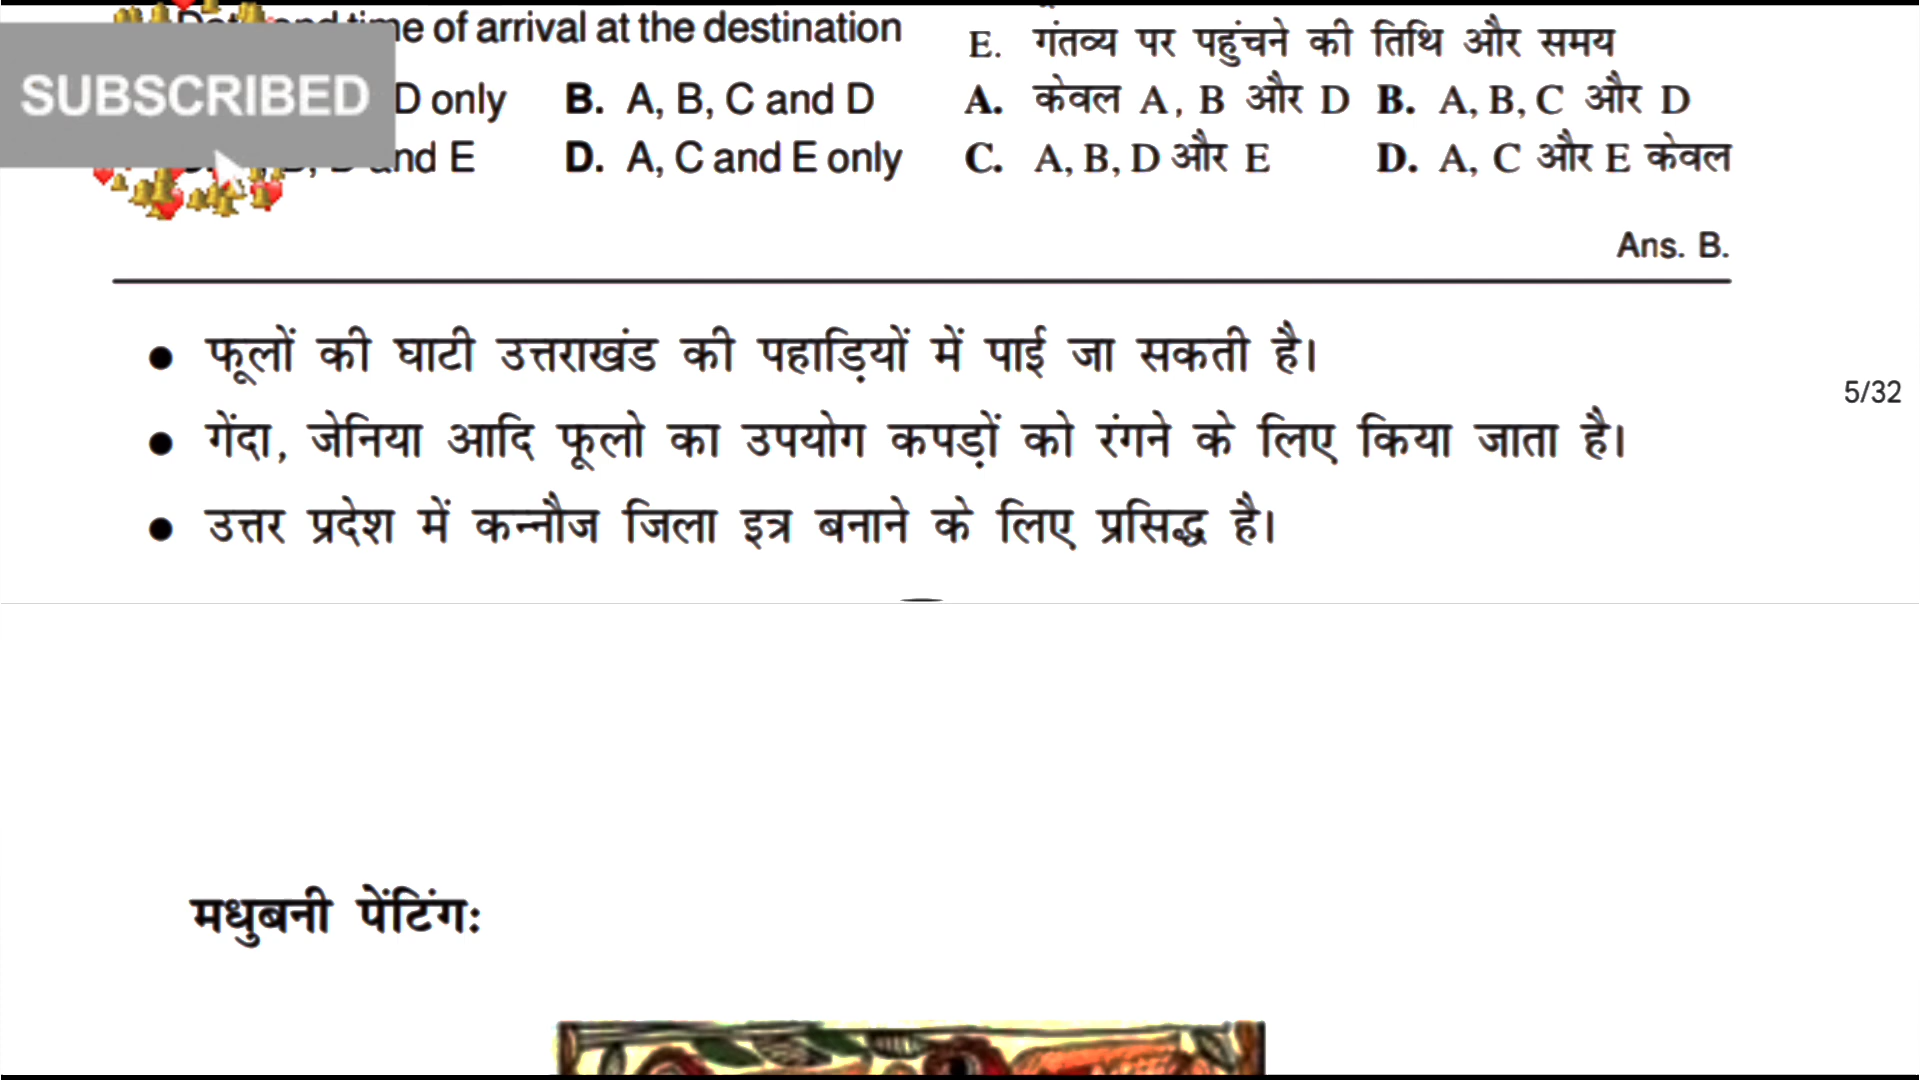 time of arrival at the destination
E. गंतव्य पर पहुंचने की तिथि और समय
SUBSCRIBED
D only B. A, B, C and D
A. केवल A, B और D B. A, B, C और D
and E D. A, C and E only
C. A, B, D और E D. A, C और E केवल
Ans. B.
● फूलों की घाटी उत्तराखंड की पहाड़ियों में पाई जा सकती है।
5/32
● गेंदा, जेनिया आदि फूलो का उपयोग कपड़ों को रंगने के लिए किया जाता है।
● उत्तर प्रदेश में कन्नौज जिला इत्र बनाने के लिए प्रसिद्ध है।
मधुबनी पेंटिंग: